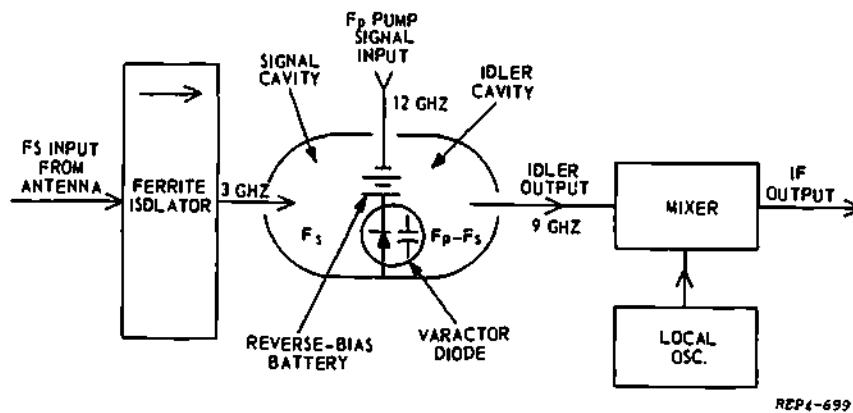 Fp PUMP
SIGNAL
INPUT
SIGNAL
CAVITY
IDLER
CAVITY
12 GHZ
FS INPUT
FROM
ANTENNA
FERRITE
ISOLATOR
3 GHZ
Fs
Fp-Fs
IDLER
OUTPUT
9 GHZ
MIXER
IF
OUTPUT
REVERSE-BIAS
BATTERY
VARACTOR
DIODE
LOCAL
OSC.
REP4-699